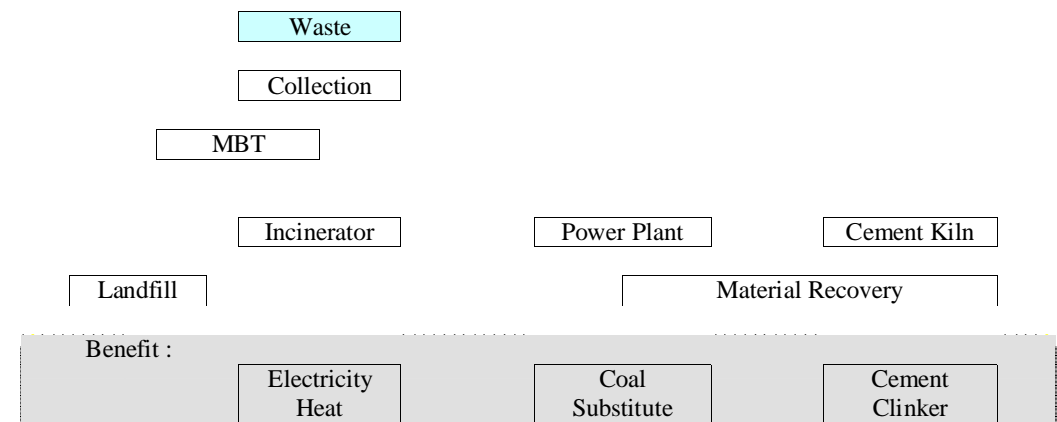 Waste
Collection
MBT
Incinerator Power Plant Cement Kiln
Landfill Material Recovery
Benefit :
Electricity Coal Cement
Heat Substitute Clinker